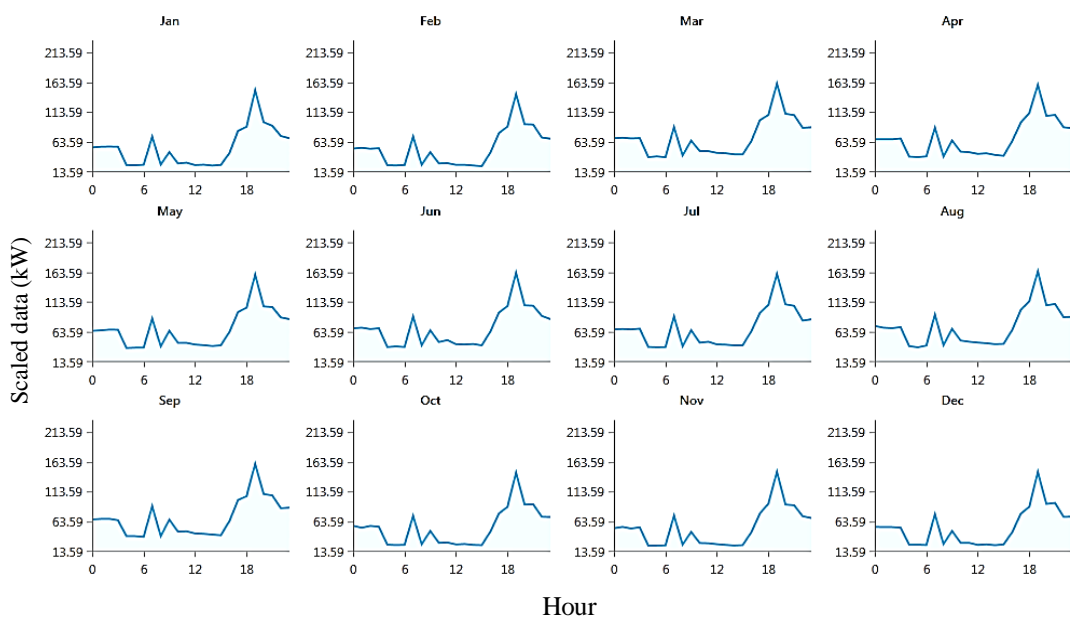 Jan Feb Mar Apr
213.59 213.59 213.59 213.59
163.59 163.59 163.59 163.59
113.59 113.59 113.59 113.59
63.59 63.59 63.59 63.59
13.59 13.59 13.59 13.59
0 6 12 18 0 6 12 18 0 6 12 18 0 6 12 18
May Jun Jul Aug
213.59 213.59 213.59 213.59
163.59 163.59 163.59 163.59
113.59 113.59 113.59 113.59
63.59 63.59 63.59 63.59
13.59 13.59 13.59 13.59
0 6 12 18 0 6 12 18 0 6 12 18 0 6 12 18
Scaled data (kW)
Sep Oct Nov Dec
213.59 213.59 213.59 213.59
163.59 163.59 163.59 163.59
113.59 113.59 113.59 113.59
63.59 63.59 63.59 63.59
13.59 13.59 13.59 13.59
0 6 12 18 0 6 12 18 0 6 12 18 0 6 12 18
Hour